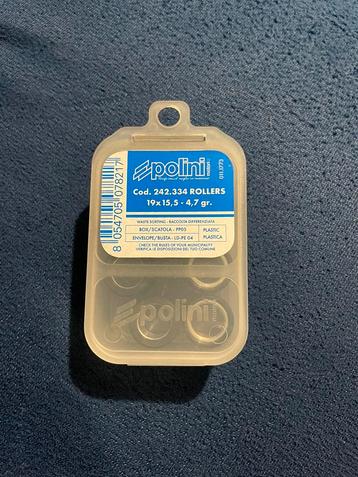 polini
Cod. 242.334 ROLLERS
19x15,5 - 4,7 gr.
WASTE SORTING - RACCOLTA DIFFERENZIATA
BOX/SCATOLA - PP05
PLASTIC
ENVELOPE/BUSTA - LD-PE 04
PLASTICA
CHECK THE RULES OF YOUR MUNICIPALITY
VERIFICA LE DISPOSIZIONI DEL TUO COMUNE
8 054705 078217
polini